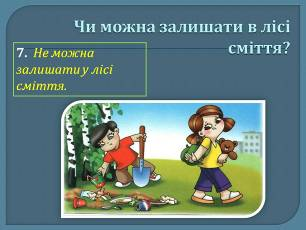 Чи можна залишати в лісі
сміття?
7. Не можна
залишати у лісі
сміття.